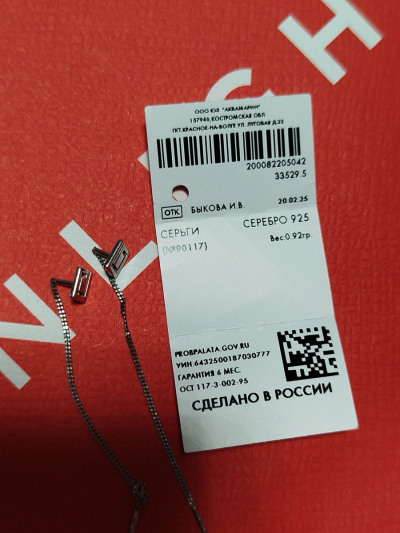 ООО ЮЗ "АКВАМАРИН"
157940, КОСТРОМСКАЯ ОБЛ
ПГТ.КРАСНОЕ-НА-ВОЛГЕ УЛ. ЛУГОВАЯ Д.23
200082205042
33529.5
ОТК БЫКОВА И.В. 20.02.25
СЕРЬГИ СЕРЕБРО 925
(№90117) Вес:0.92гр.
PROBPALATA.GOV.RU
УИН:6432500187030777
ГАРАНТИЯ 6 МЕС.
ОСТ 117-3-002-95
СДЕЛАНО В РОССИИ
NLIGH